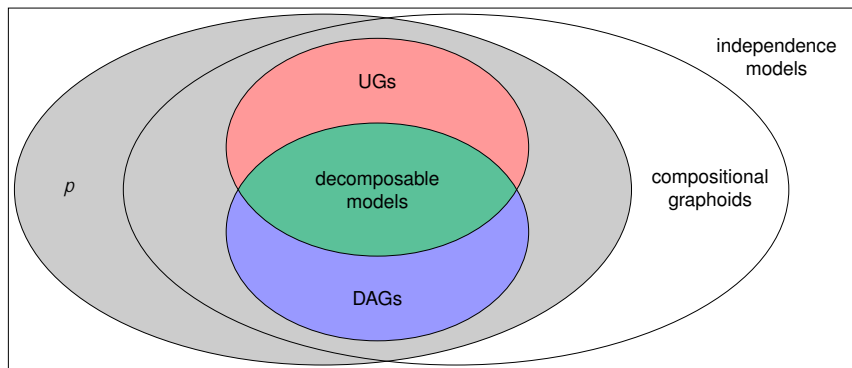 independence
models
UGs
p
decomposable
models
compositional
graphoids
DAGs